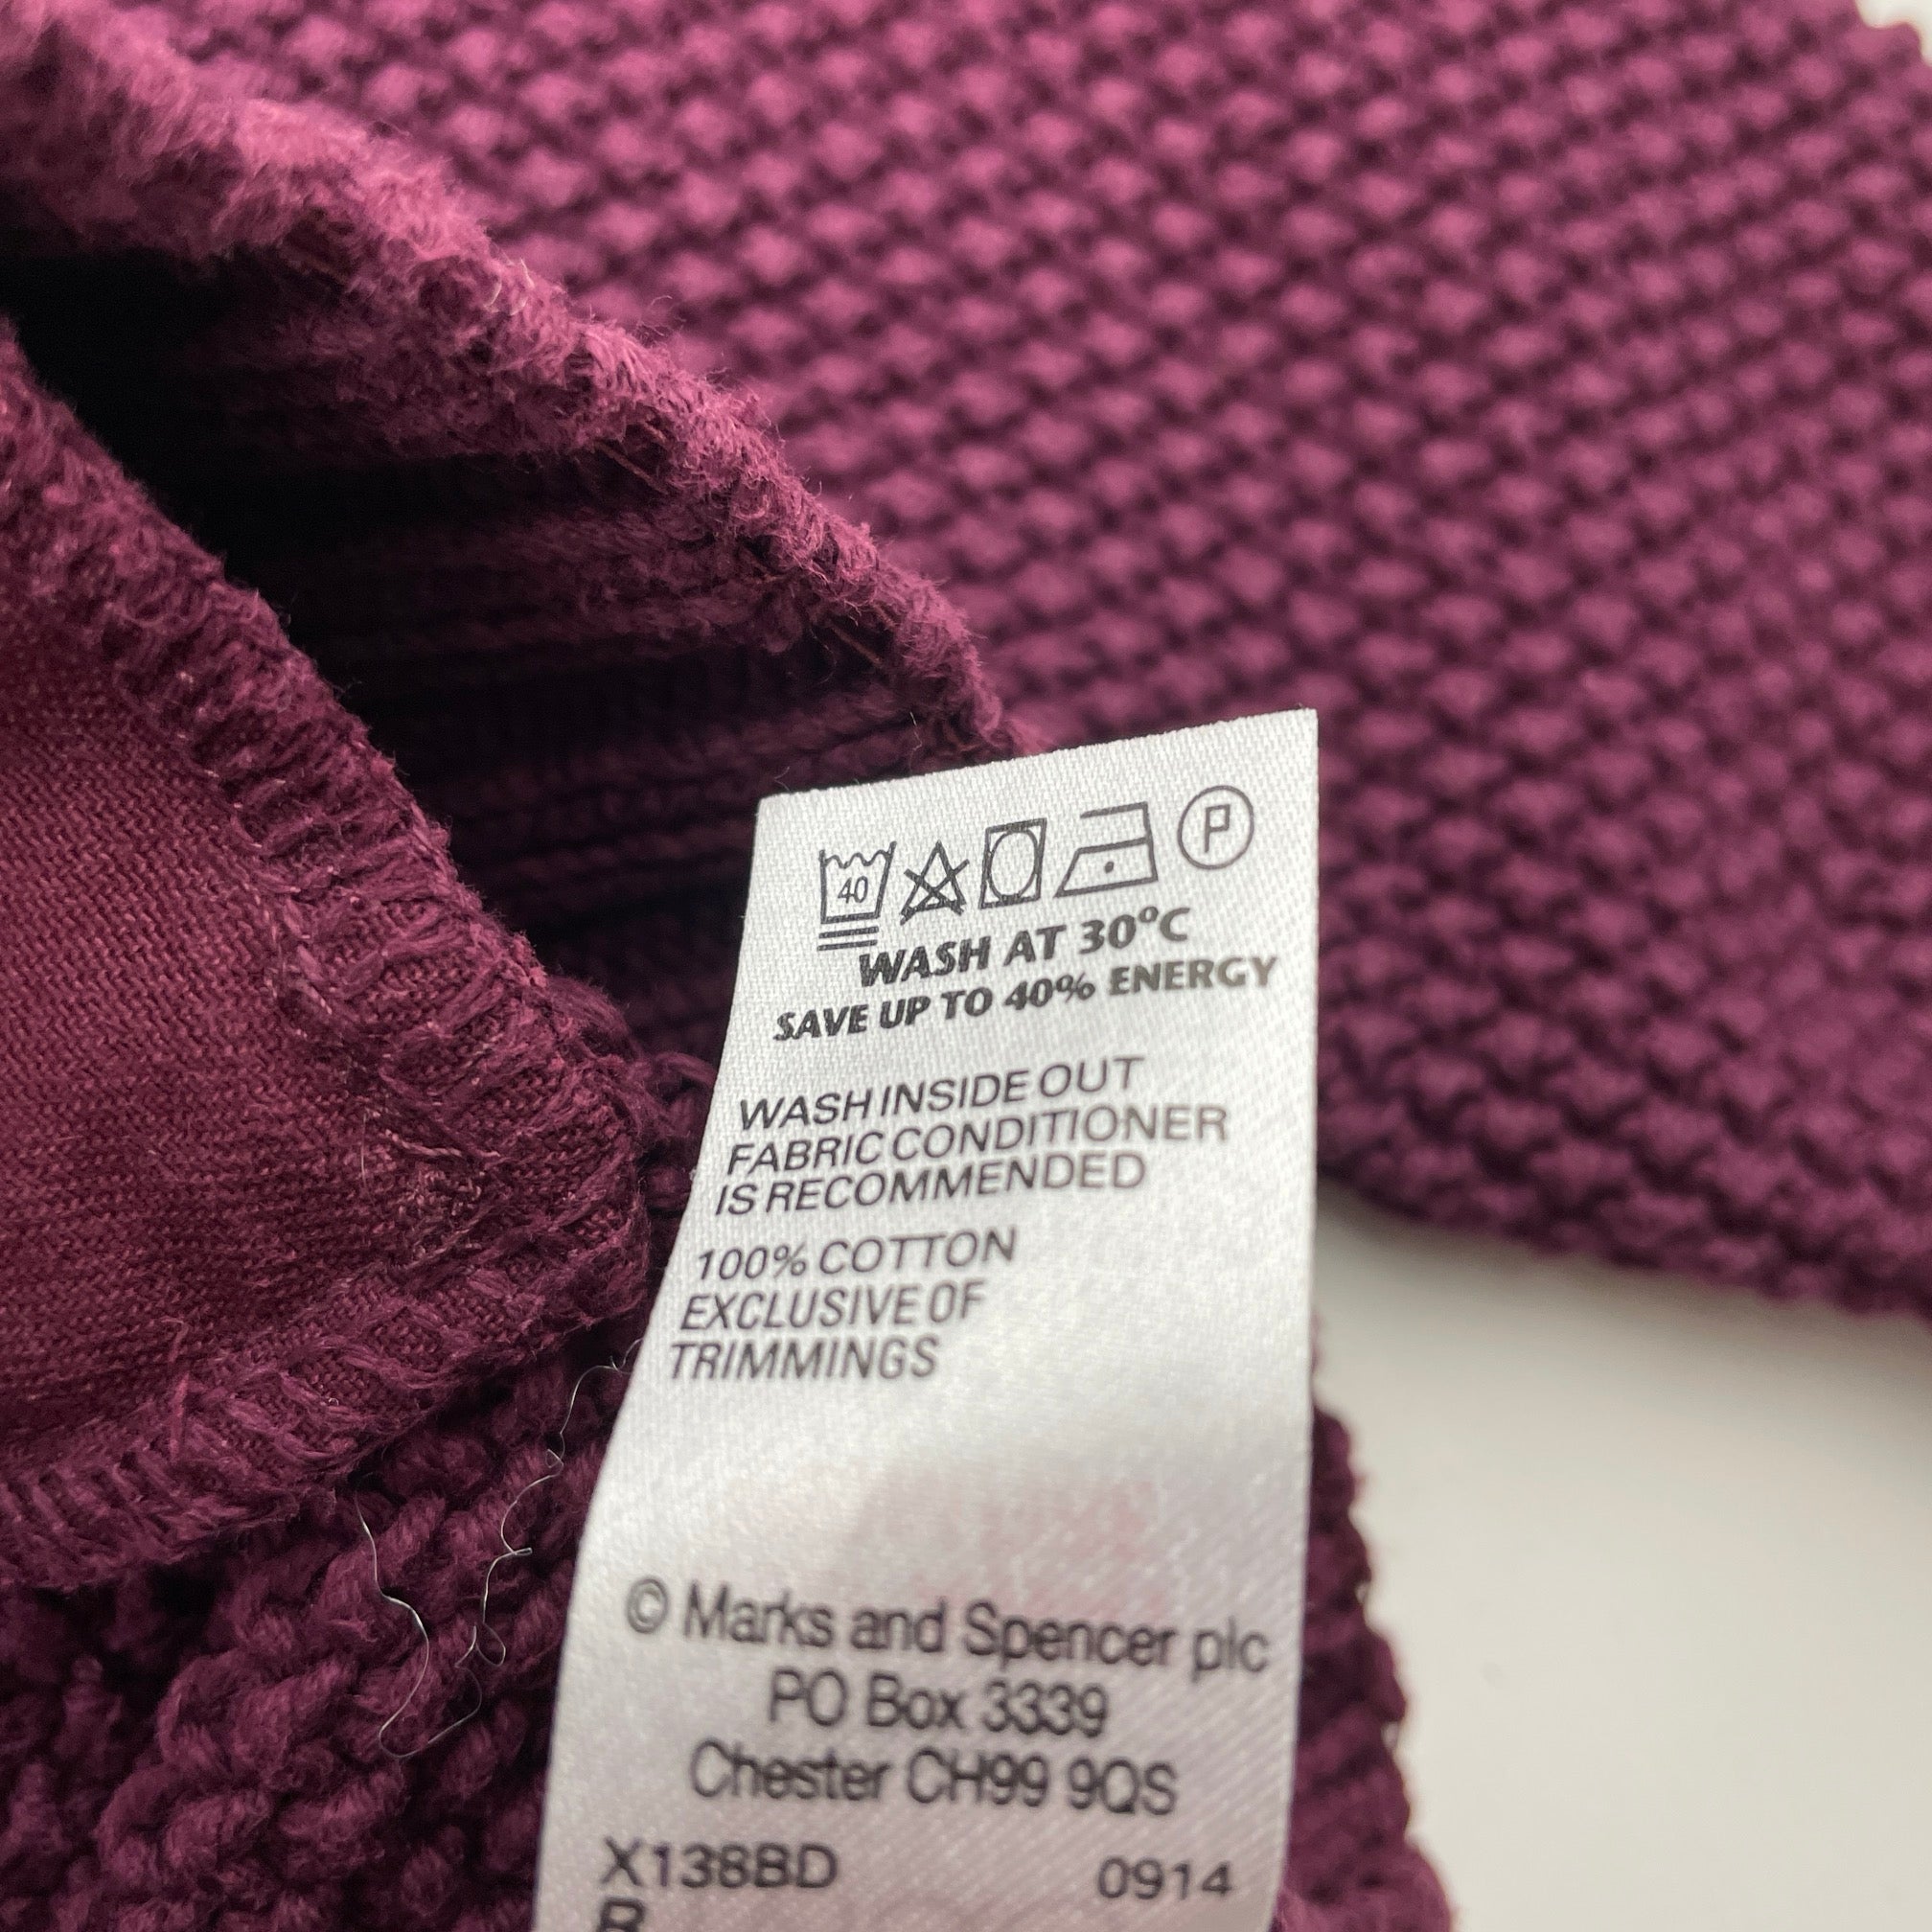 40 P
WASH AT 30°C
SAVE UP TO 40% ENERGY
WASH INSIDE OUT
FABRIC CONDITIONER
IS RECOMMENDED
100% COTTON
EXCLUSIVE OF
TRIMMINGS
© Marks and Spencer plc
PO Box 3339
Chester CH99 9QS
X138BD 0914